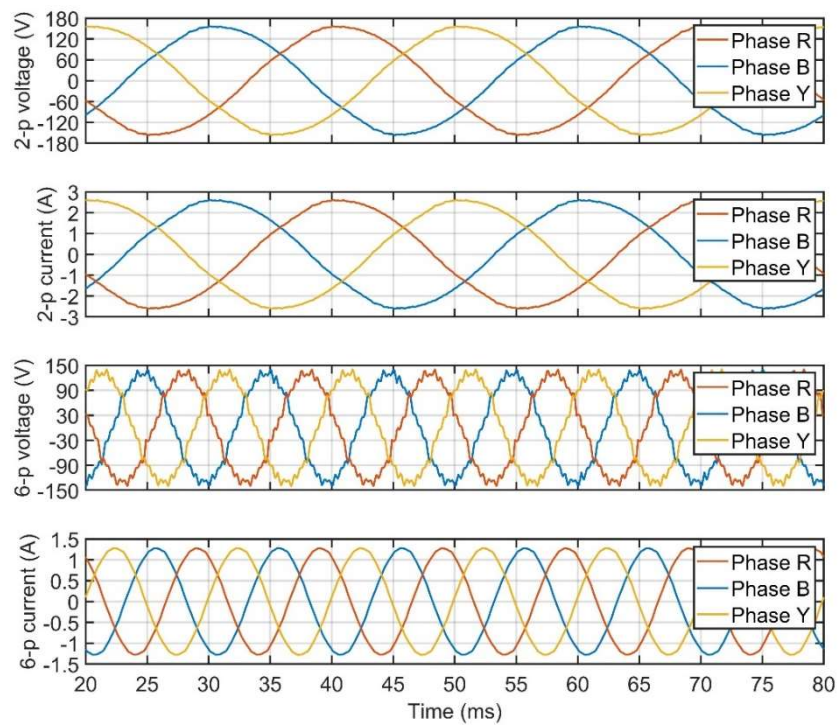 2-p voltage (V)
180
120
60
0
-60
-120
-180
Phase R
Phase B
Phase Y
2-p current (A)
3
2
1
0
-1
-2
-3
Phase R
Phase B
Phase Y
6-p voltage (V)
150
90
30
-30
-90
-150
Phase R
Phase B
Phase Y
6-p current (A)
1.5
1
0.5
0
-0.5
-1
-1.5
Phase R
Phase B
Phase Y
20 25 30 35 40 45 50 55 60 65 70 75 80
Time (ms)